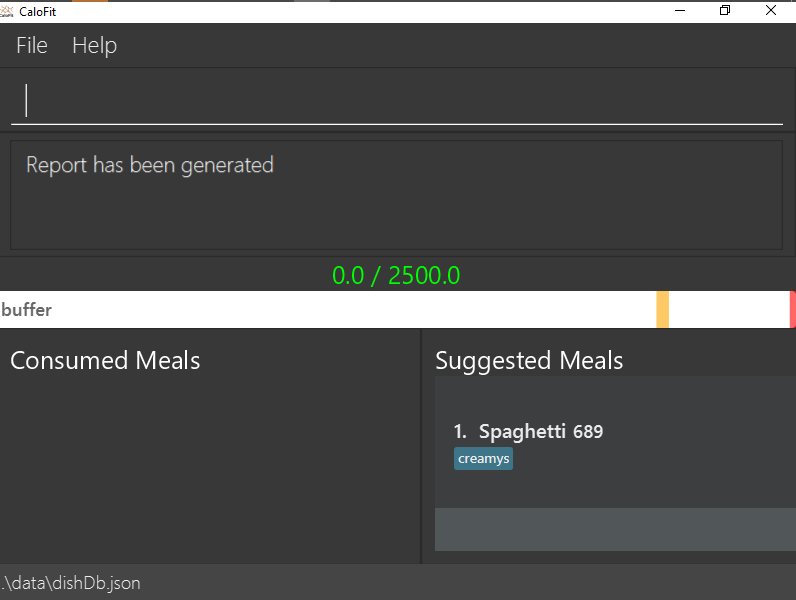 CaloFit
File Help
Report has been generated
0.0 / 2500.0
buffer
Consumed Meals
Suggested Meals
1. Spaghetti 689
creamys
.\data\dishDb.json